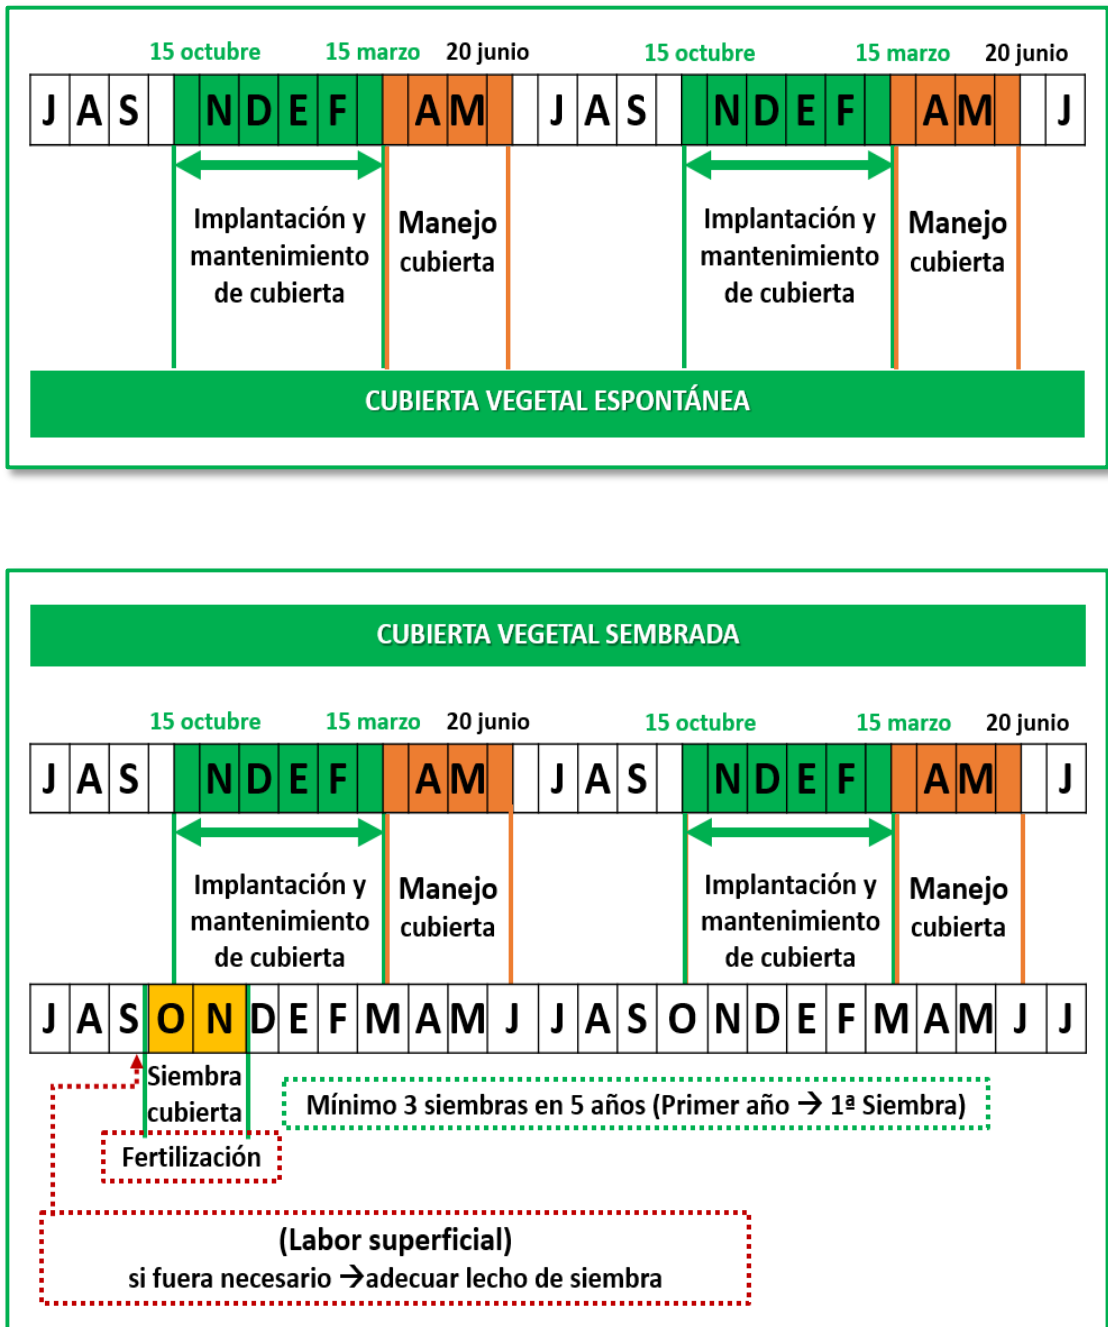 15 octubre 15 marzo 20 junio 15 octubre 15 marzo 20 junio
J A S N D E F A M J A S N D E F A M J
Implantación y mantenimiento de cubierta
Manejo cubierta
Implantación y mantenimiento de cubierta
Manejo cubierta
CUBIERTA VEGETAL ESPONTÁNEA
CUBIERTA VEGETAL SEMBRADA
15 octubre 15 marzo 20 junio 15 octubre 15 marzo 20 junio
J A S N D E F A M J A S N D E F A M J
Implantación y
mantenimiento
de cubierta
Manejo
cubierta
Implantación y
mantenimiento
de cubierta
Manejo
cubierta
J A S O N D E F M A M J J A S O N D E F M A M J J
Siembra
cubierta
Mínimo 3 siembras en 5 años (Primer año → 1ª Siembra)
Fertilización
(Labor superficial)
si fuera necesario →adecuar lecho de siembra